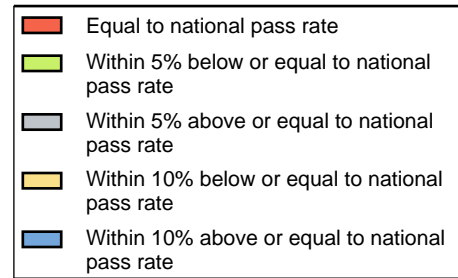 Equal to national pass rate
Within 5% below or equal to national
pass rate
Within 5% above or equal to national
pass rate
Within 10% below or equal to national
pass rate
Within 10% above or equal to national
pass rate